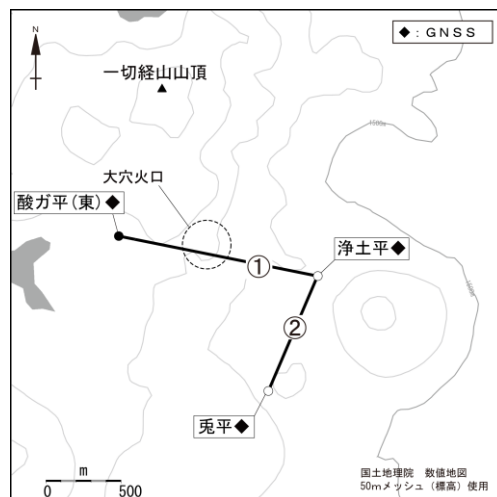 N
◆:GNSS
一切経山山頂
1500m
大穴火口
酸ガ平(東)◆
浄土平◆
①
②
兎平◆
m
0 500
国土地理院 数値地図
50mメッシュ(標高)使用